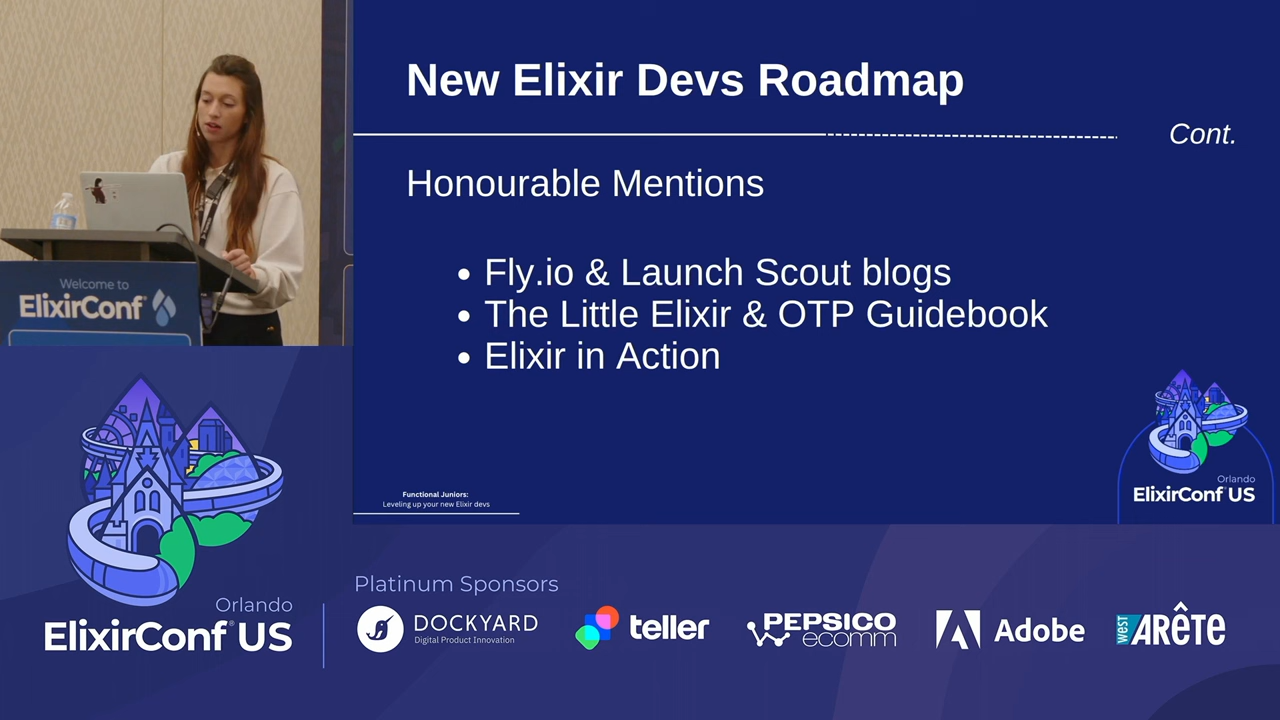 New Elixir Devs Roadmap
Cont.
Honourable Mentions
• Fly.io & Launch Scout blogs
• The Little Elixir & OTP Guidebook
• Elixir in Action
Functional Juniors:
Leveling up your new Elixir devs
Orlando
ElixirConf US
Welcome to
ElixirConf
Orlando
ElixirConf® US
Platinum Sponsors
DOCKYARD
Digital Product Innovation
teller
PEPSICO
ecomm
Adobe
west ARÊTE